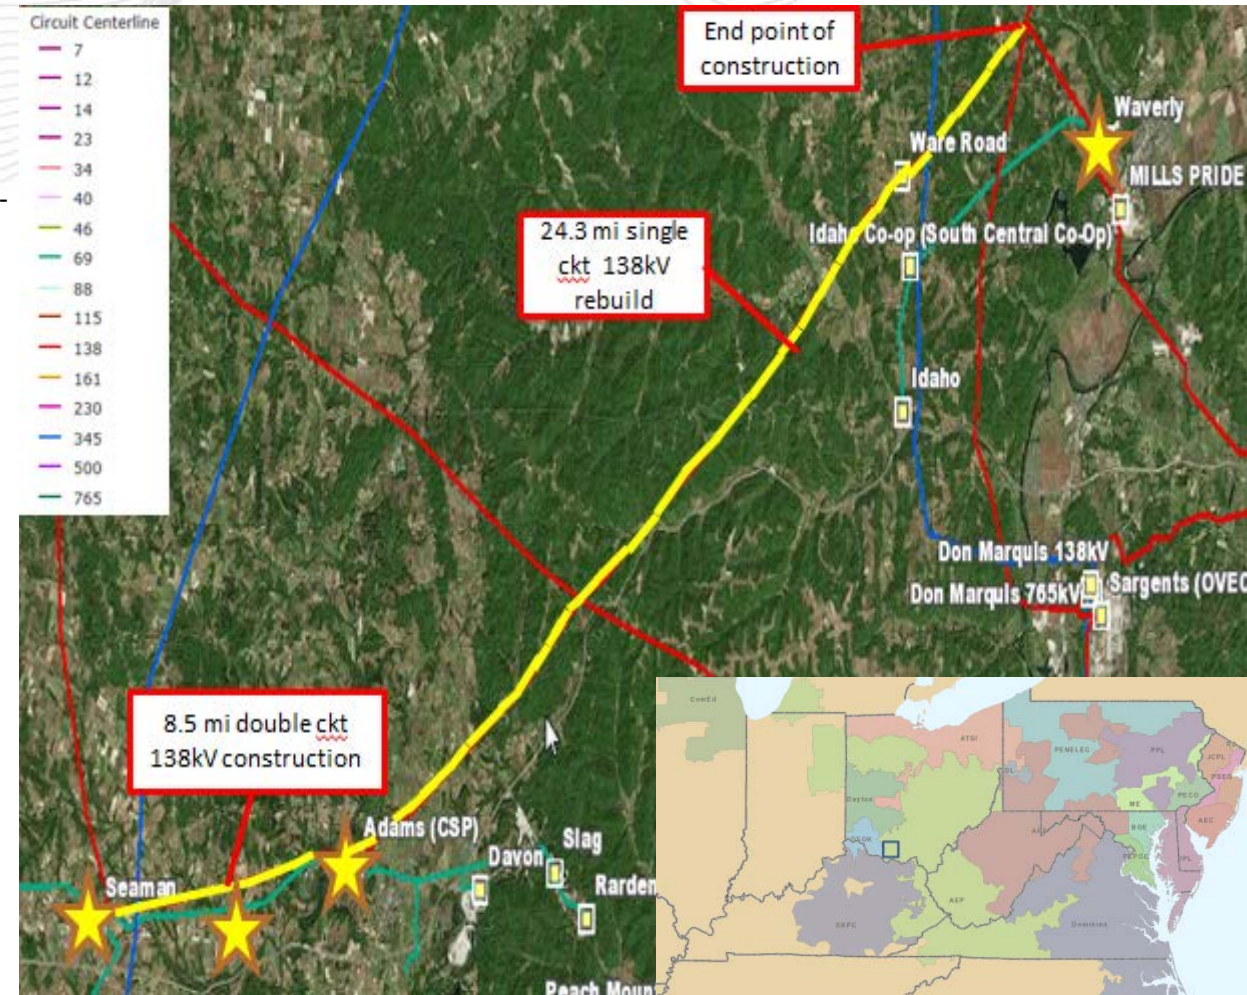 Circuit Centerline
7
12
14
23
34
40
46
69
88
115
138
161
230
345
500
765
End point of
construction
Waverly
Ware Road
MILLS PRIDE
24.3 mi single
ckt 138kV
rebuild
Idaho Co-op (South Central Co-Op)
Idaho
Don Marquis 138kV
Don Marquis 765kV
Sargents (OVEC
8.5 mi double ckt
138kV construction
Adams (CSP)
Seaman
Davon
Slag
Rarden
Peach Moun
ComEd
ATSI
PENELEC
PPL
JCPL
PSEG
PECO
ME
AEC
Dayton
DEOK
BGE
PEPCO
DPL
AEP
EKPC
Dominion